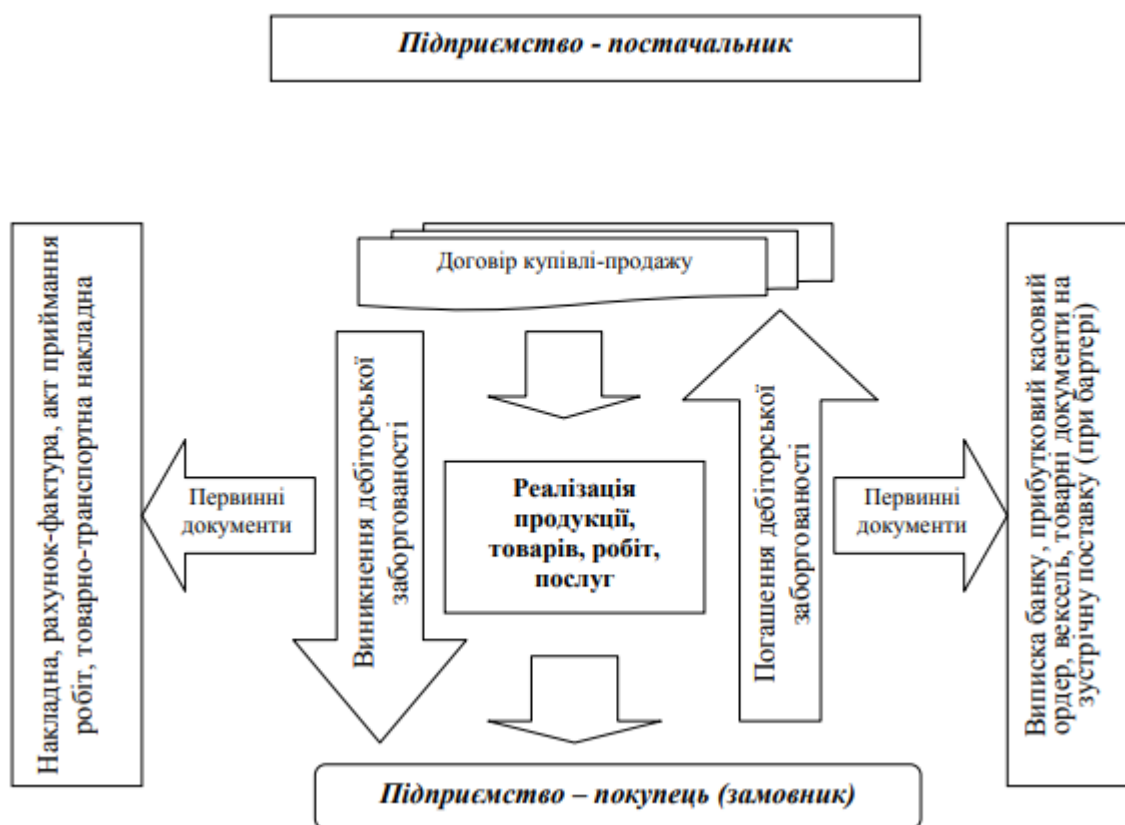 Підприємство - постачальник
Договір купівлі-продажу
Накладна, рахунок-фактура, акт приймання
робіт, товарно-транспортна накладна
Первинні
документи
Виникнення дебіторської
заборгованості
Реалізація
продукції,
товарів, робіт,
послуг
Погашення дебіторської
заборгованості
Первинні
документи
Виписка банку, прибутковий касовий
ордер, вексель, товарні документи на
зустрічну поставку (при бартері)
Підприємство – покупець (замовник)